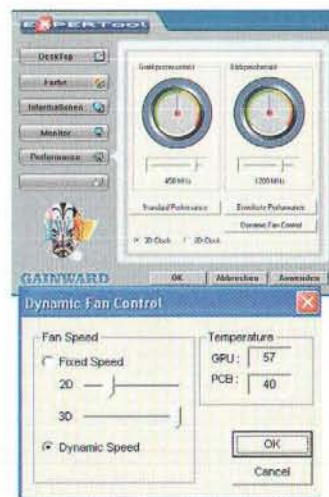 EXPERTool
Desktop
Farbe
Informationen
Monitor
Performance
Grafikprozessortakt
Bildspeichertakt
450 MHz
1200 MHz
Standard Performance
Erweiterte Performance
Dynamic Fan Control
3D-Clock
2D-Clock
GAINWARD
OK
Abbrechen
Anwenden
Dynamic Fan Control
Fan Speed
Fixed Speed
2D
3D
Dynamic Speed
Temperature
GPU : 57
PCB : 40
OK
Cancel